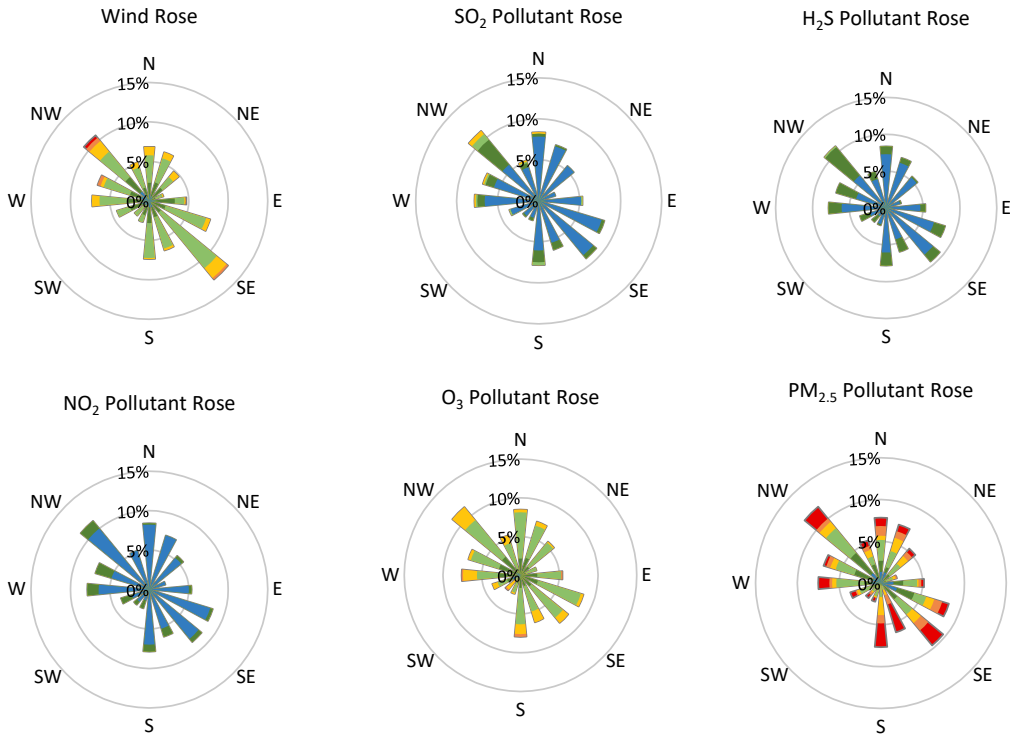 Wind Rose
N
15%
NW
NE
10%
5%
W
0%
E
SW
SE
S
SO₂ Pollutant Rose
N
15%
NW
NE
10%
5%
W
0%
E
SW
SE
S
H₂S Pollutant Rose
N
15%
NW
NE
10%
5%
W
0%
E
SW
SE
S
NO₂ Pollutant Rose
N
15%
NW
NE
10%
5%
W
0%
E
SW
SE
S
O₃ Pollutant Rose
N
15%
NW
NE
10%
5%
W
0%
E
SW
SE
S
PM₂.₅ Pollutant Rose
N
15%
NW
NE
10%
5%
W
0%
E
SW
SE
S